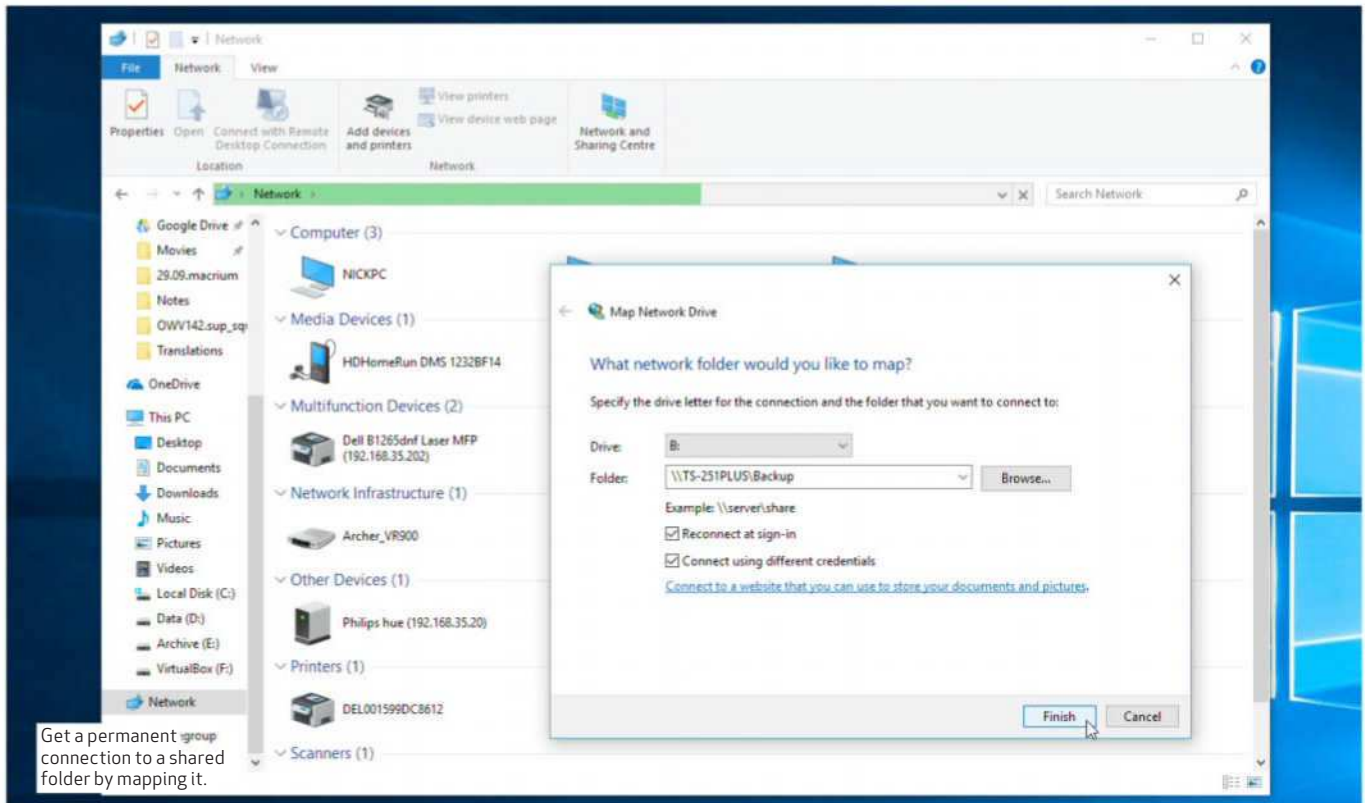 Network
File
Network
View
Properties
Open
Connect with Remote
Desktop Connection
Location
Add devices
and printers
View printers
View device web page
Network
Network and
Sharing Centre
Network
Search Network
Google Drive
Movies
29.09.macrium
Notes
OWV142.sup_sq
Translations
OneDrive
This PC
Desktop
Documents
Downloads
Music
Pictures
Videos
Local Disk (C:)
Data (D:)
Archive (E:)
VirtualBox (F:)
Network
group
Computer (3)
NICKPC
Media Devices (1)
HDHomeRun DMS 1232BF14
Multifunction Devices (2)
Dell B1265dnf Laser MFP
(192.168.35.202)
Network Infrastructure (1)
Archer_VR900
Other Devices (1)
Philips hue (192.168.35.20)
Printers (1)
DEL001599DC8612
Scanners (1)
Map Network Drive
What network folder would you like to map?
Specify the drive letter for the connection and the folder that you want to connect to:
Drive: B:
Folder: \\TS-251PLUS\Backup
Browse...
Example: \\server\share
Reconnect at sign-in
Connect using different credentials
Connect to a website that you can use to store your documents and pictures.
Finish
Cancel
Get a permanent
connection to a shared
folder by mapping it.